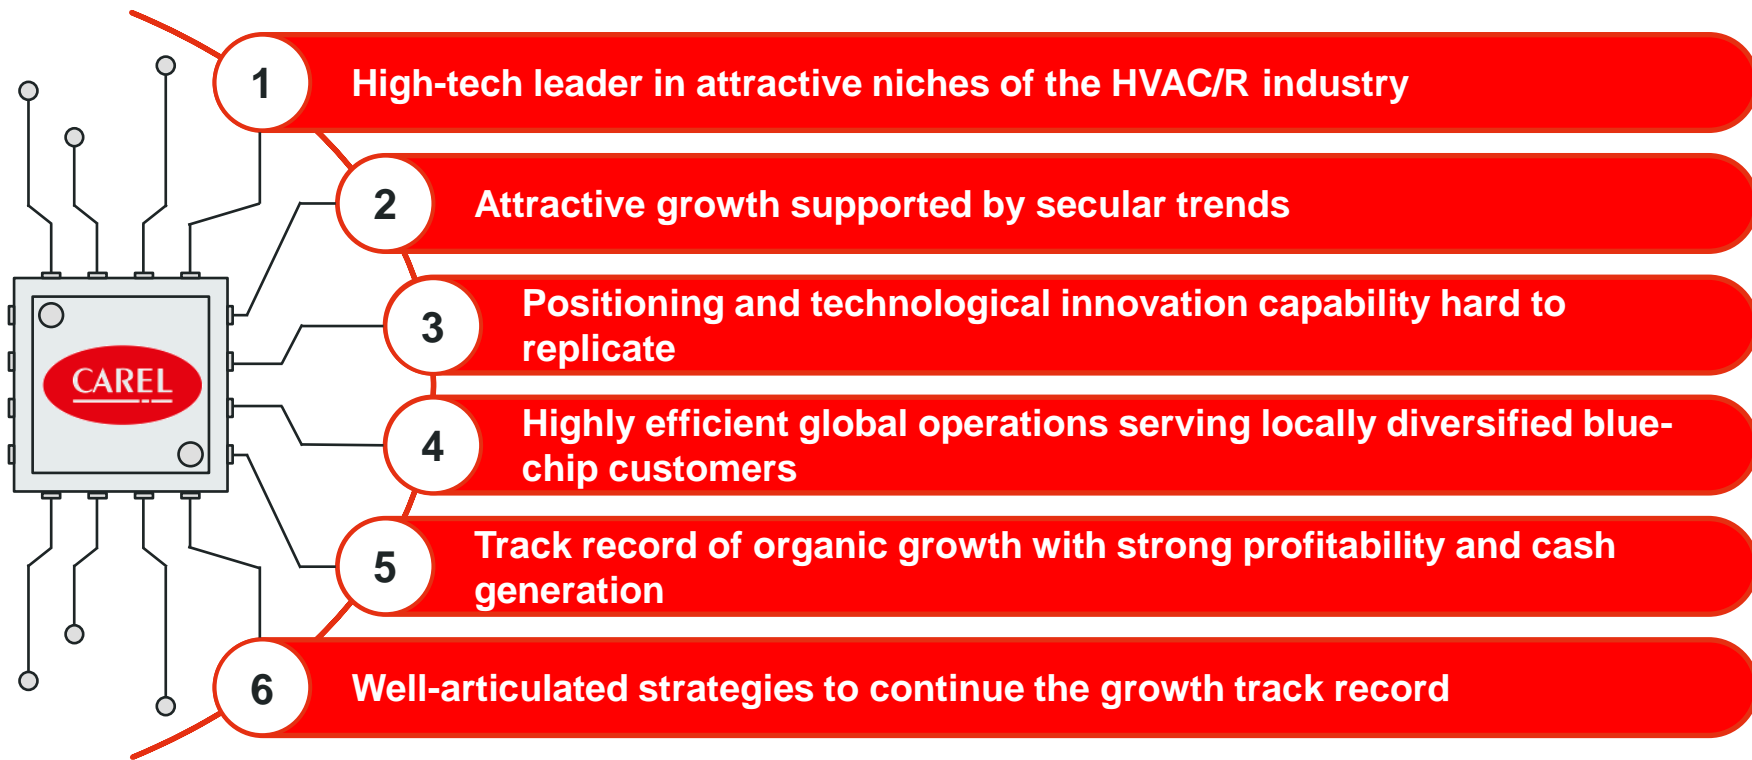 1
High-tech leader in attractive niches of the HVAC/R industry
2
Attractive growth supported by secular trends
3
Positioning and technological innovation capability hard to
replicate
CAREL
4
Highly efficient global operations serving locally diversified blue-
chip customers
5
Track record of organic growth with strong profitability and cash
generation
6
Well-articulated strategies to continue the growth track record